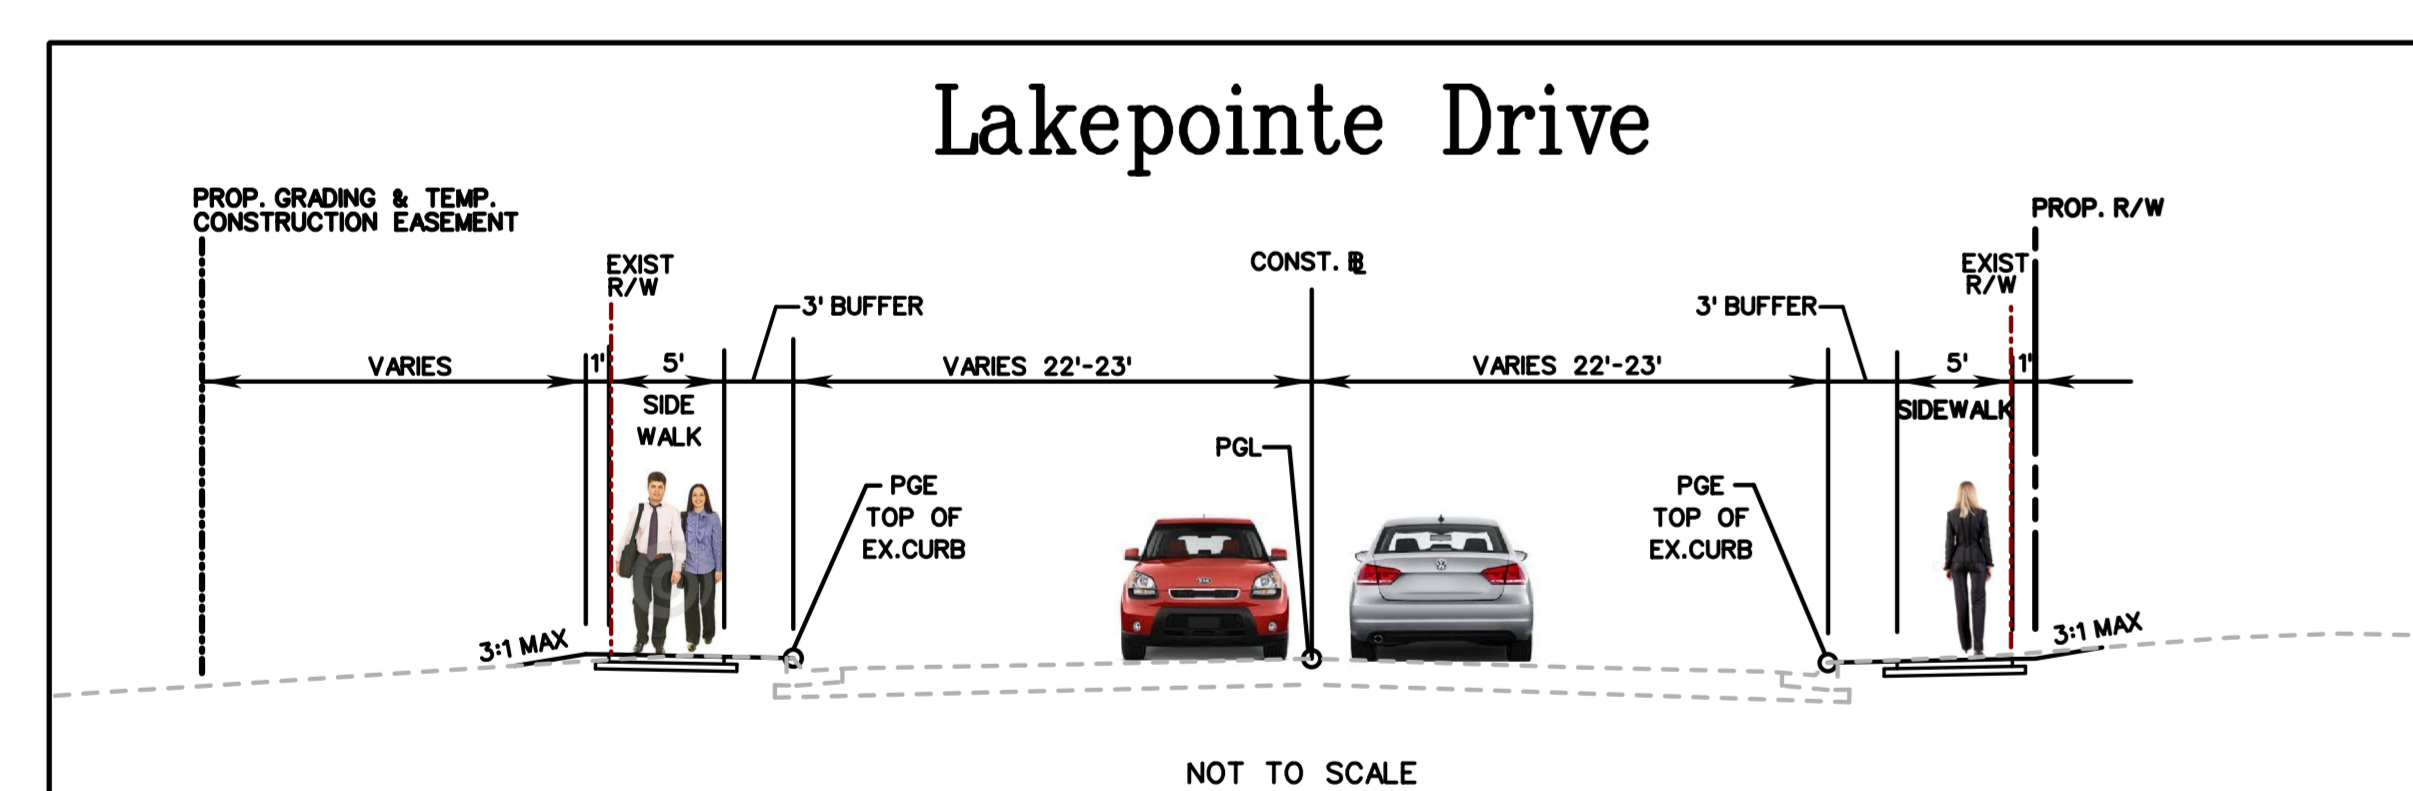 Lakepointe Drive
PROP. GRADING & TEMP.
CONSTRUCTION EASEMENT
PROP. R/W
EXIST
R/W
CONST. BL
EXIST
R/W
3' BUFFER
3' BUFFER
VARIES
1'
5'
VARIES 22'-23'
VARIES 22'-23'
5'
1'
SIDE
WALK
SIDEWALK
PGL
PGE
TOP OF
EX.CURB
PGE
TOP OF
EX.CURB
3:1 MAX
3:1 MAX
NOT TO SCALE